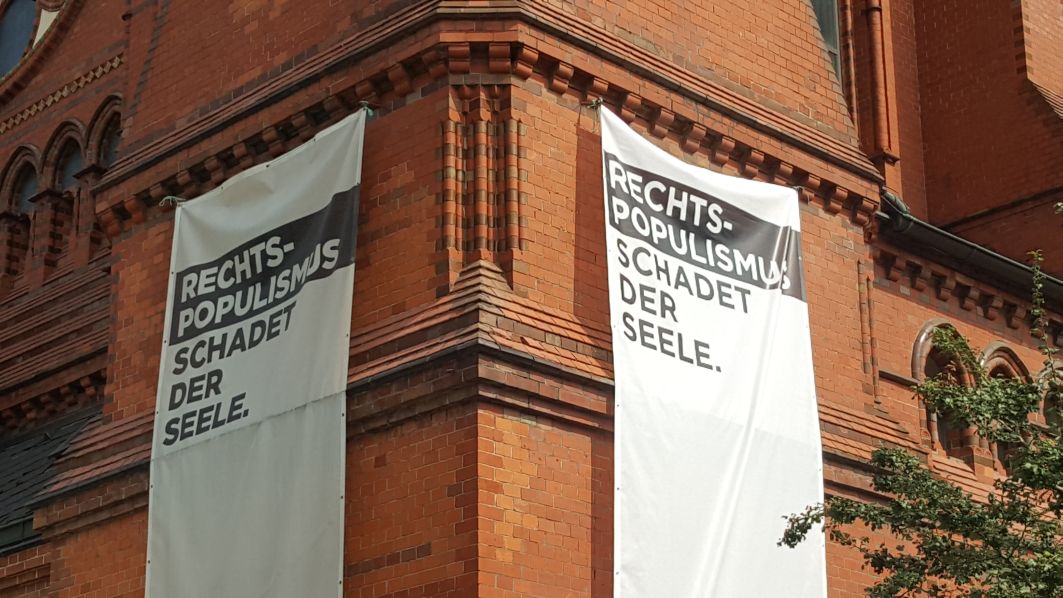 RECHTS-
POPULISMUS
SCHADET
DER
SEELE.
RECHTS-
POPULISMUS
SCHADET
DER
SEELE.